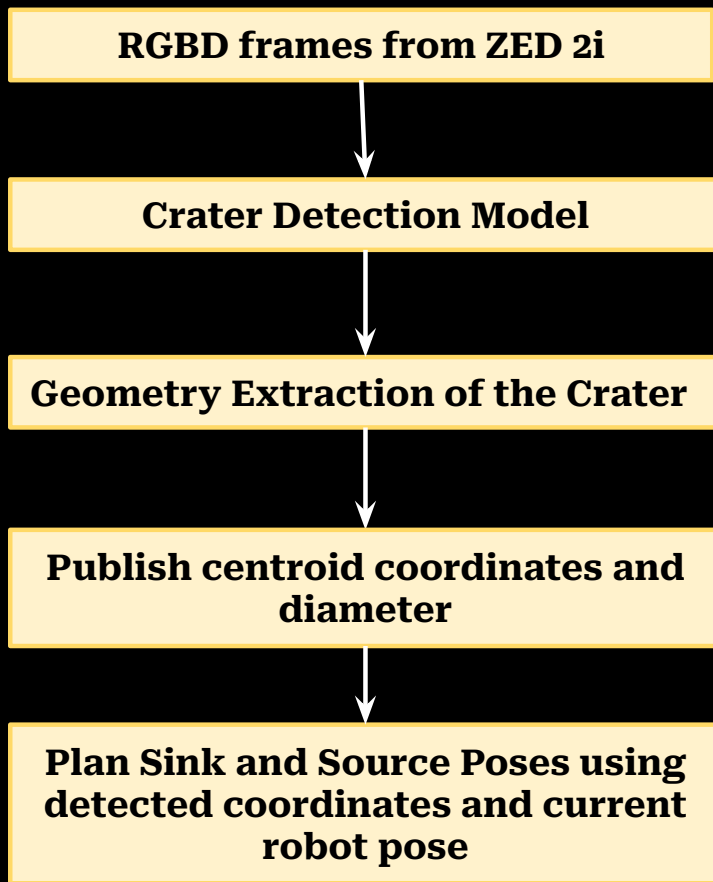 RGBD frames from ZED 2i
Crater Detection Model
Geometry Extraction of the Crater
Publish centroid coordinates and
diameter
Plan Sink and Source Poses using
detected coordinates and current
robot pose